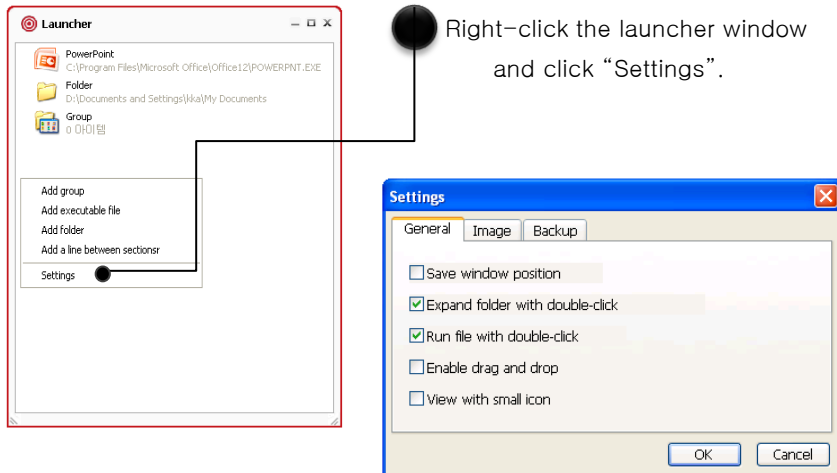 Launcher
PowerPoint
C:\Program Files\Microsoft Office\Office12\POWERPNT.EXE
Folder
D:\Documents and Settings\kka\My Documents
Group
0 아이템
Add group
Add executable file
Add folder
Add a line between sectionsr
Settings
Right-click the launcher window
and click “Settings”.
Settings
General Image Backup
Save window position
Expand folder with double-click
Run file with double-click
Enable drag and drop
View with small icon
OK Cancel